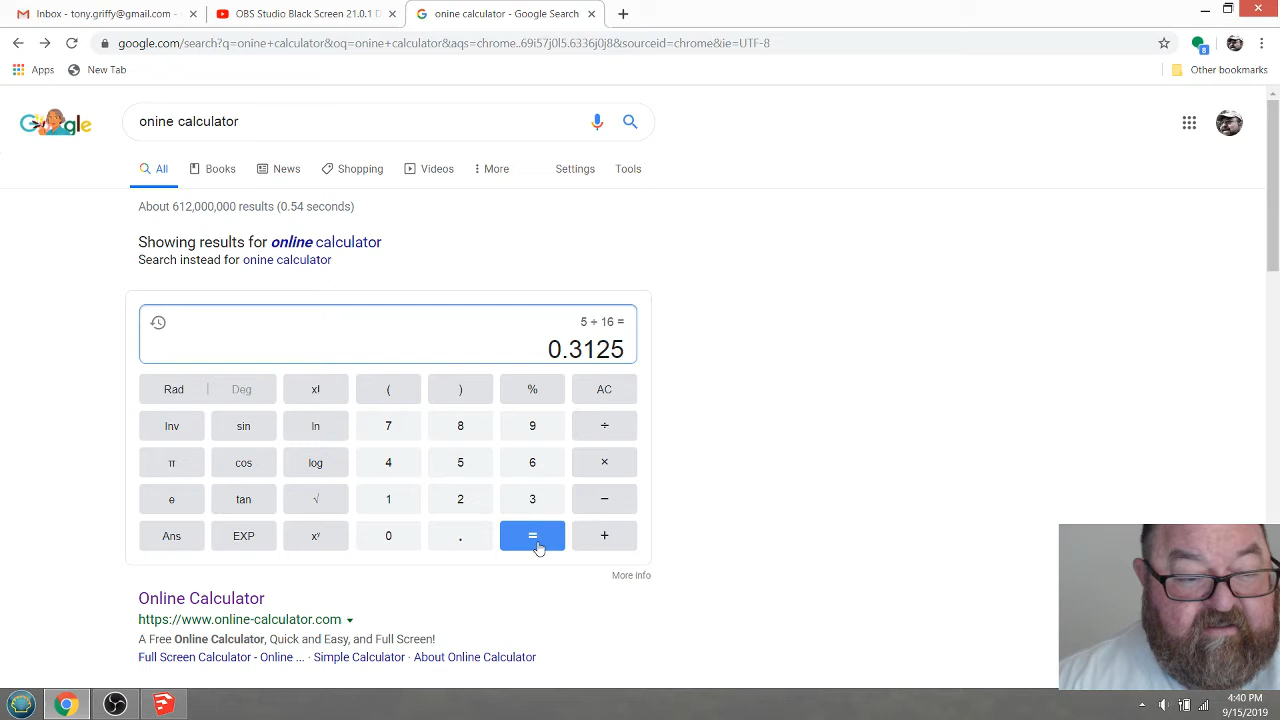 Inbox - tony.griffy@gmail.com -
OBS Studio Black Screen 21.0.1 D
onine calculator - Google Search
google.com/search?q=onine+calculator&oq=onine+calculator&aqs=chrome..69i57j0l5.6336j0j8&sourceid=chrome&ie=UTF-8
8
Apps New Tab Other bookmarks
Google
onine calculator
All Books News Shopping Videos More Settings Tools
About 612,000,000 results (0.54 seconds)
Showing results for online calculator
Search instead for onine calculator
5 ÷ 16 =
0.3125
Rad Deg x! ( ) % AC
Inv sin ln 7 8 9 ÷
π cos log 4 5 6 ×
e tan √ 1 2 3 −
Ans EXP xʸ 0 . = +
More info
Online Calculator
https://www.online-calculator.com
A Free Online Calculator, Quick and Easy, and Full Screen!
Full Screen Calculator - Online ... · Simple Calculator · About Online Calculator
4:40 PM
9/15/2019